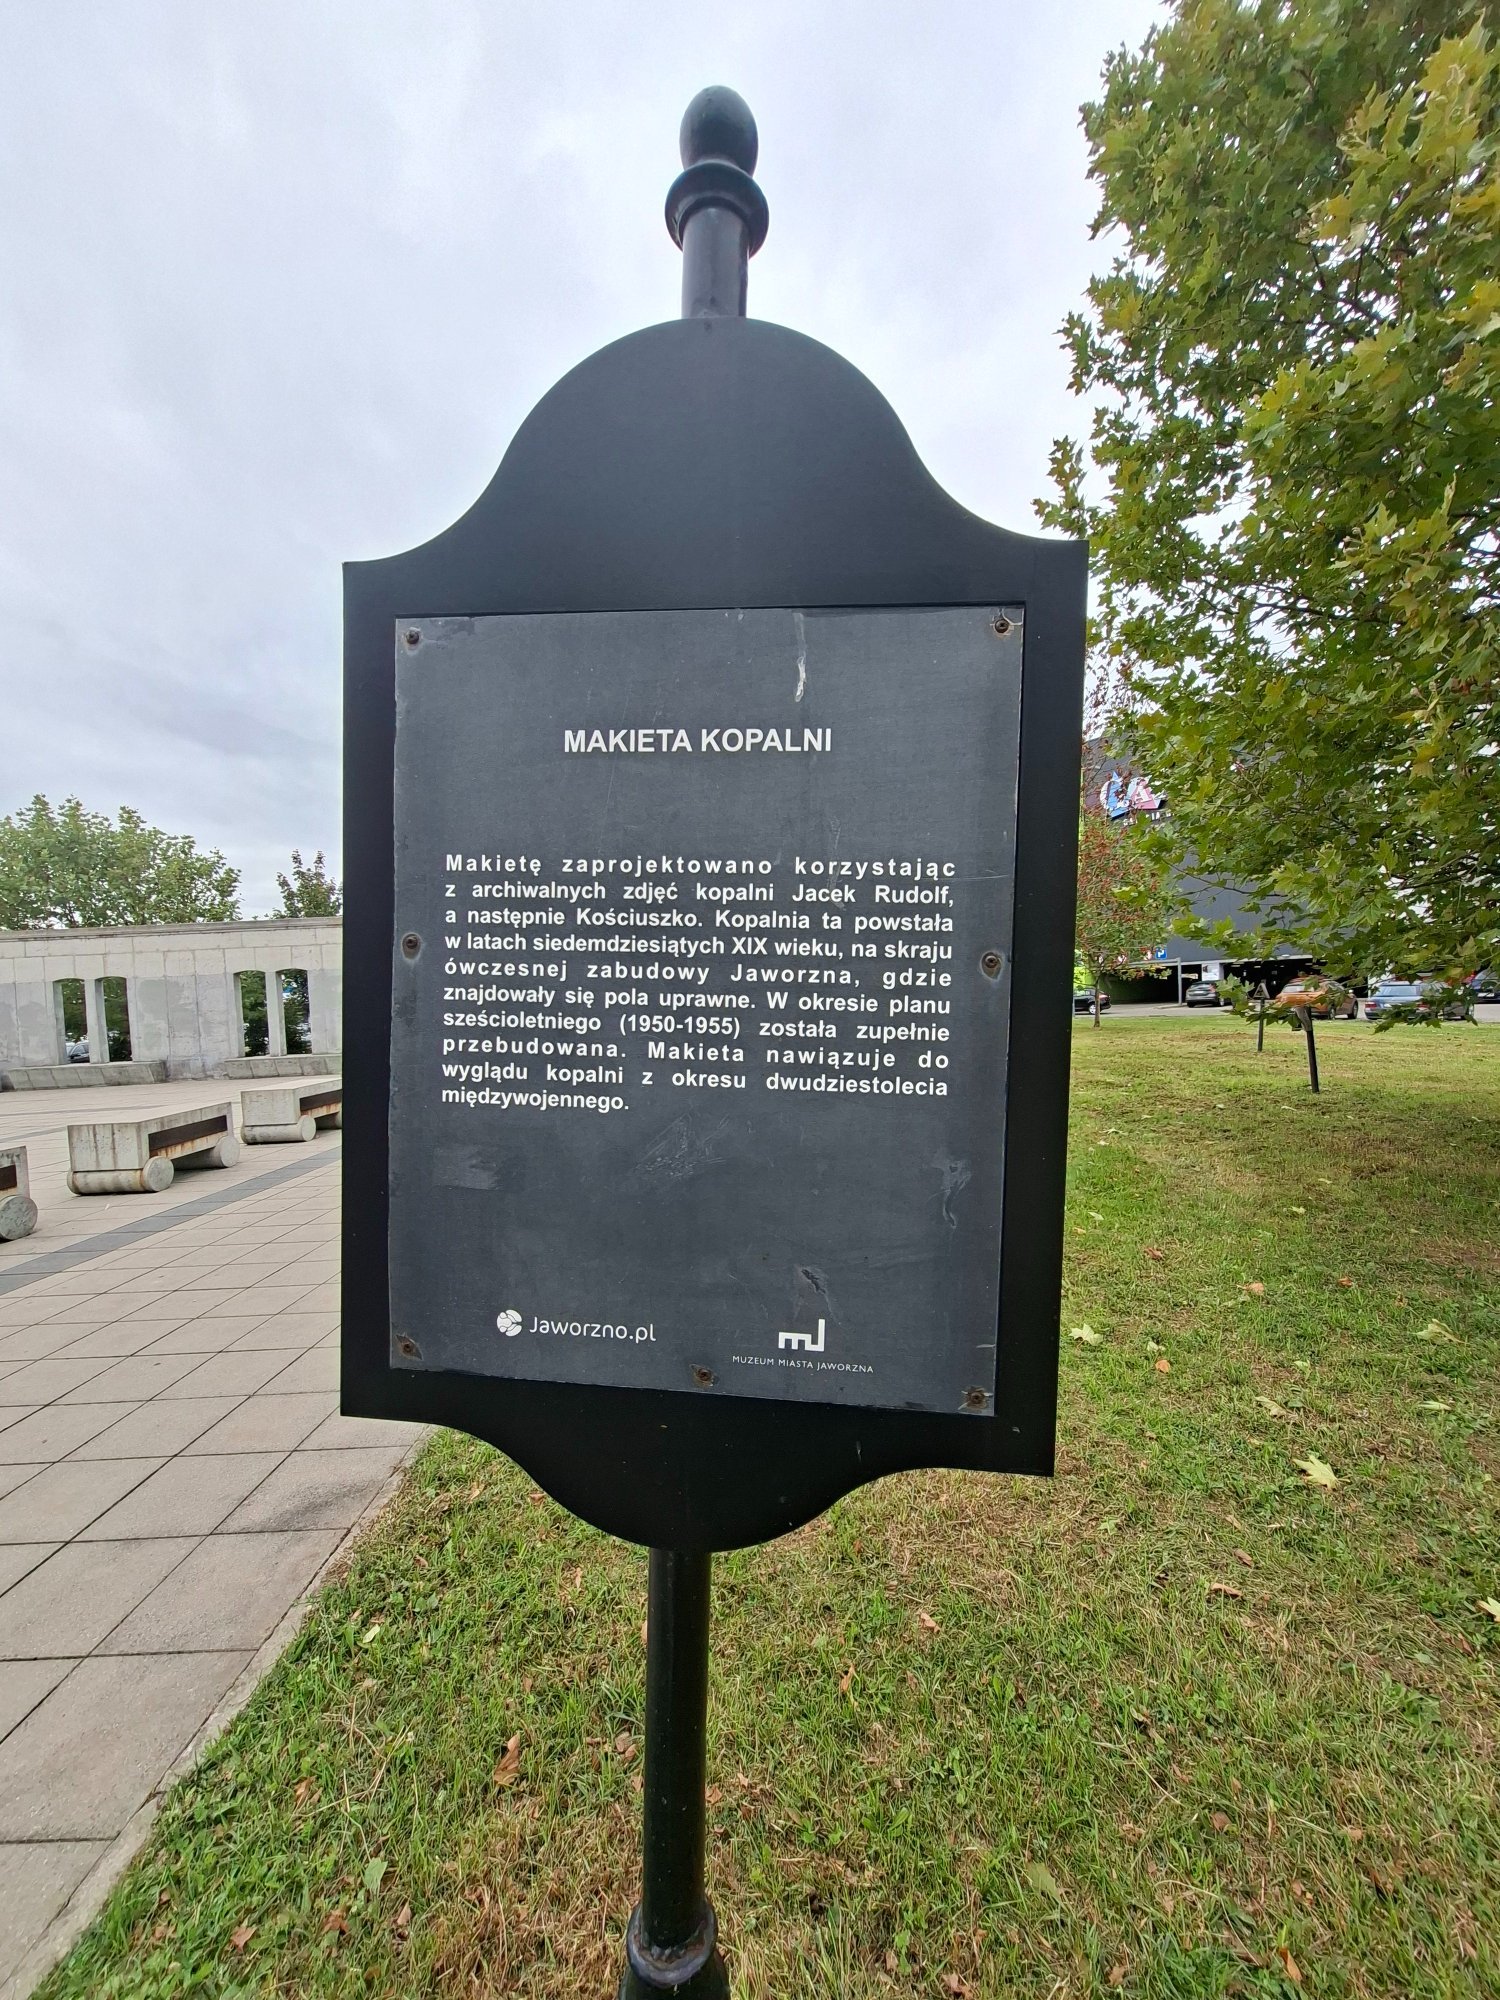 MAKIETA KOPALNI
Makietę zaprojektowano korzystając
z archiwalnych zdjęć kopalni Jacek Rudolf,
a następnie Kościuszko. Kopalnia ta powstała
w latach siedemdziesiątych XIX wieku, na skraju
ówczesnej zabudowy Jaworzna, gdzie
znajdowały się pola uprawne. W okresie planu
sześcioletniego (1950-1955) została zupełnie
przebudowana. Makieta nawiązuje do
wyglądu kopalni z okresu dwudziestolecia
międzywojennego.
Jaworzno.pl
MUZEUM MIASTA JAWORZNA